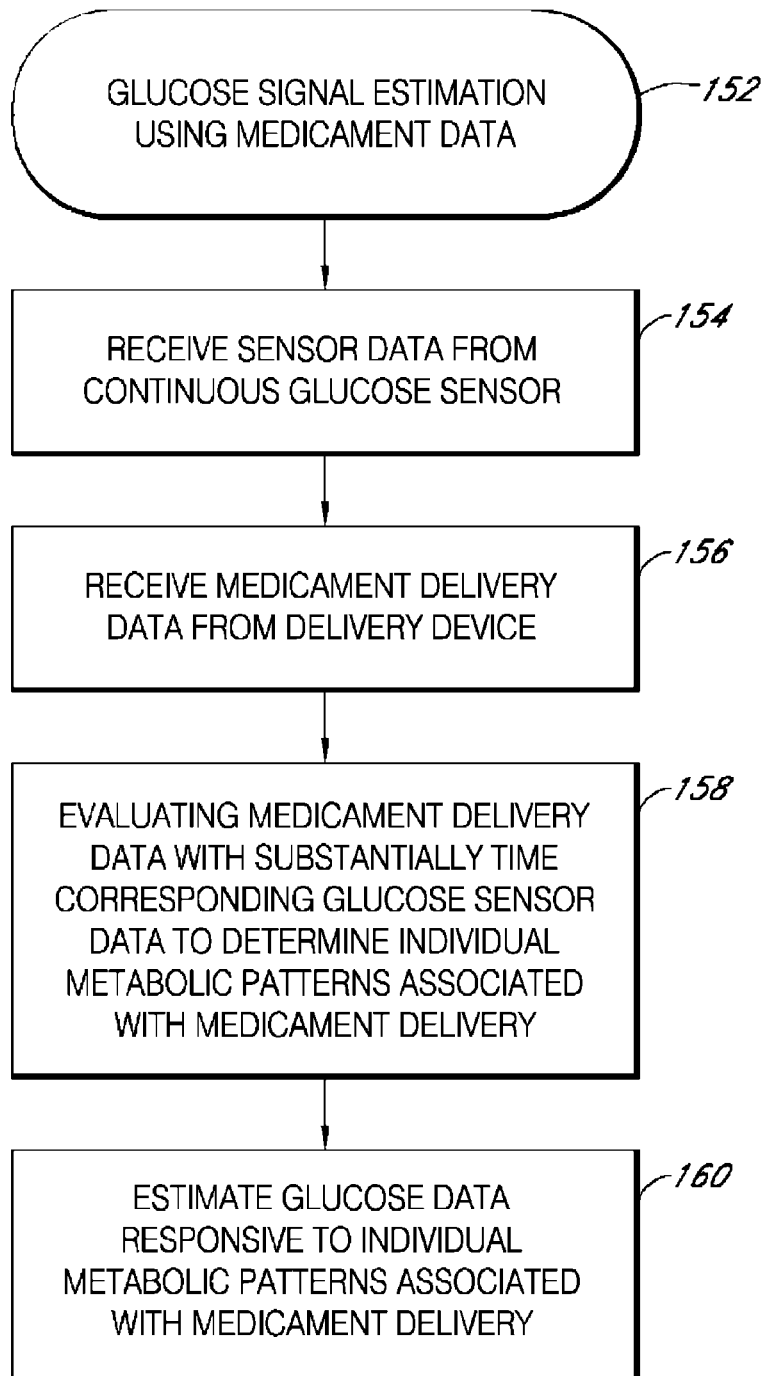 GLUCOSE SIGNAL ESTIMATION
USING MEDICAMENT DATA
152
RECEIVE SENSOR DATA FROM
CONTINUOUS GLUCOSE SENSOR
154
RECEIVE MEDICAMENT DELIVERY
DATA FROM DELIVERY DEVICE
156
EVALUATING MEDICAMENT DELIVERY
DATA WITH SUBSTANTIALLY TIME
CORRESPONDING GLUCOSE SENSOR
DATA TO DETERMINE INDIVIDUAL
METABOLIC PATTERNS ASSOCIATED
WITH MEDICAMENT DELIVERY
158
ESTIMATE GLUCOSE DATA
RESPONSIVE TO INDIVIDUAL
METABOLIC PATTERNS ASSOCIATED
WITH MEDICAMENT DELIVERY
160